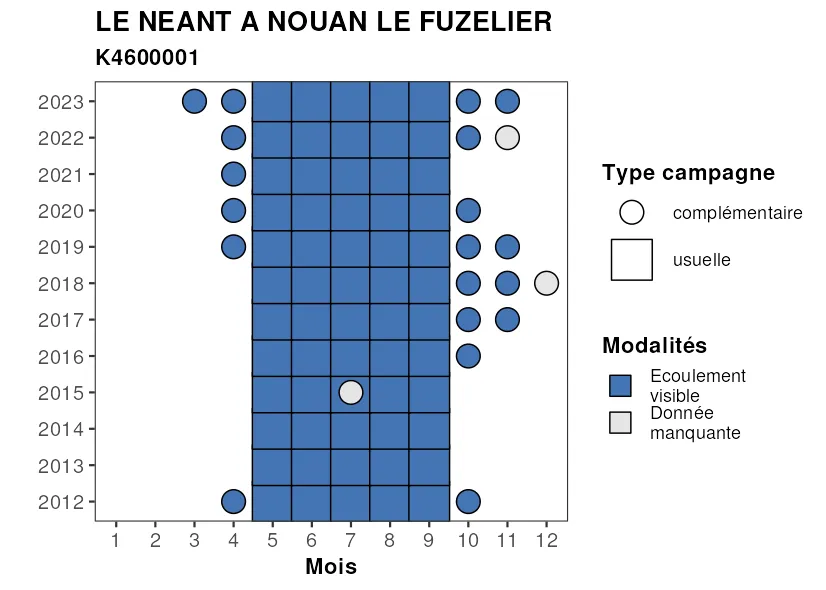 LE NEANT A NOUAN LE FUZELIER
K4600001
2023
2022
2021
2020
2019
2018
2017
2016
2015
2014
2013
2012
1 2 3 4 5 6 7 8 9 10 11 12
Mois
Type campagne
complémentaire
usuelle
Modalités
Ecoulement
visible
Donnée
manquante